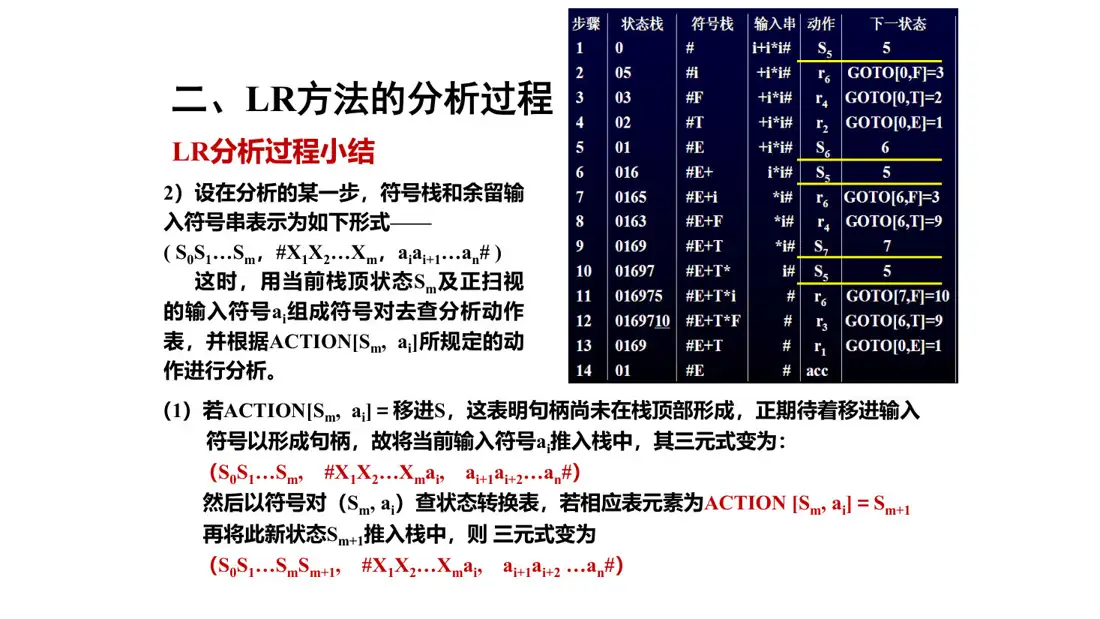 二、LR方法的分析过程
LR分析过程小结
2）设在分析的某一步，符号栈和余留输
入符号串表示为如下形式——
( S0S1…Sm，#X1X2…Xm，aiai+1…an# )
这时，用当前栈顶状态Sm及正扫视
的输入符号ai组成符号对去查分析动作
表，并根据ACTION[Sm, ai]所规定的动
作进行分析。
（1）若ACTION[Sm, ai]＝移进S，这表明句柄尚未在栈顶部形成，正期待着移进输入
符号以形成句柄，故将当前输入符号ai推入栈中，其三元式变为：
（S0S1…Sm, #X1X2…Xmai, ai+1ai+2…an#）
然后以符号对（Sm, ai）查状态转换表，若相应表元素为ACTION [Sm, ai]＝Sm+1
再将此新状态Sm+1推入栈中，则 三元式变为
（S0S1…SmSm+1, #X1X2…Xmai, ai+1ai+2 …an#）
步骤 状态栈 符号栈 输入串 动作 下一状态
1 0 # i+i*i# S5 5
2 05 #i +i*i# r6 GOTO[0,F]=3
3 03 #F +i*i# r4 GOTO[0,T]=2
4 02 #T +i*i# r2 GOTO[0,E]=1
5 01 #E +i*i# S6 6
6 016 #E+ i*i# S5 5
7 0165 #E+i *i# r6 GOTO[6,F]=3
8 0163 #E+F *i# r4 GOTO[6,T]=9
9 0169 #E+T *i# S7 7
10 01697 #E+T* i# S5 5
11 016975 #E+T*i # r6 GOTO[7,F]=10
12 0169710 #E+T*F # r3 GOTO[6,T]=9
13 0169 #E+T # r1 GOTO[0,E]=1
14 01 #E # acc